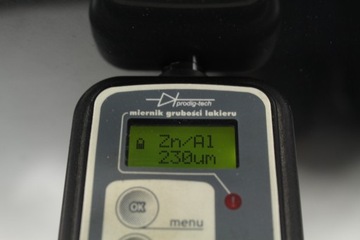 prodig-tech
miernik grubości lakieru
Zn/Al
230um
OK
menu